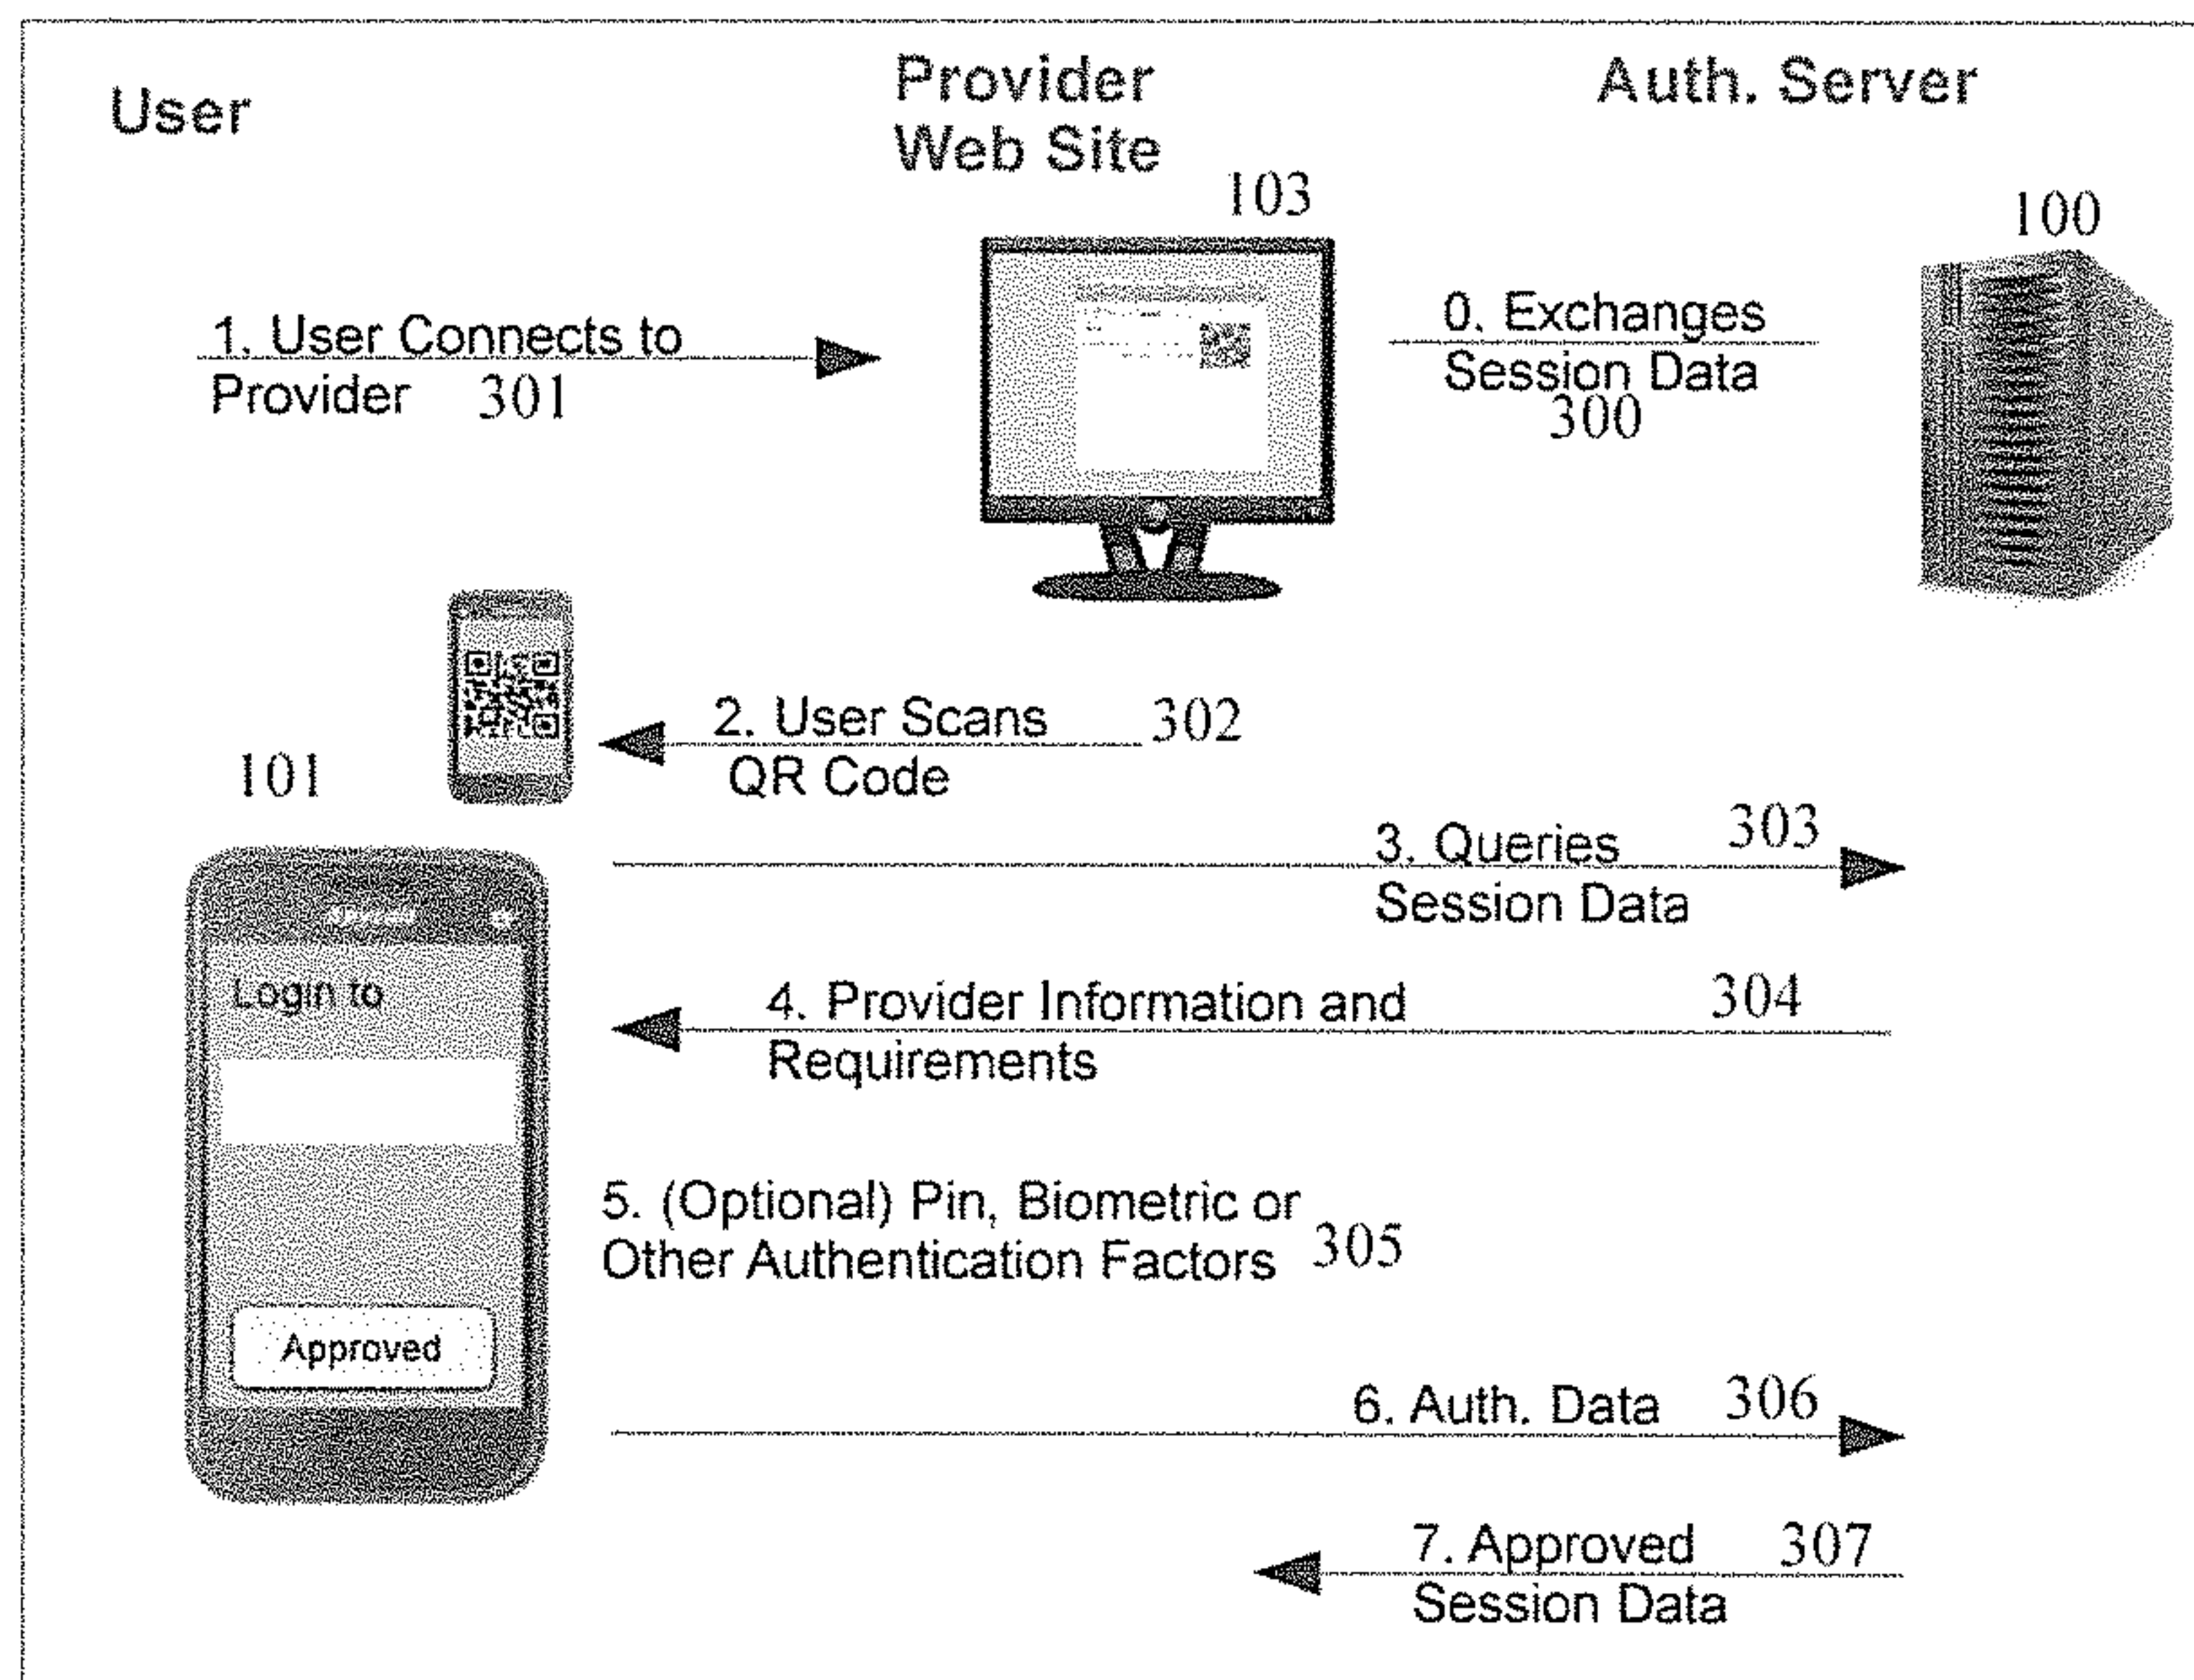 User
Provider
Web Site
Auth. Server
103
100
1. User Connects to
Provider 301
0. Exchanges
Session Data
300
2. User Scans 302
QR Code
101
3. Queries 303
Session Data
Login to
4. Provider Information and 304
Requirements
5. (Optional) Pin, Biometric or
Other Authentication Factors 305
Approved
6. Auth. Data 306
7. Approved 307
Session Data